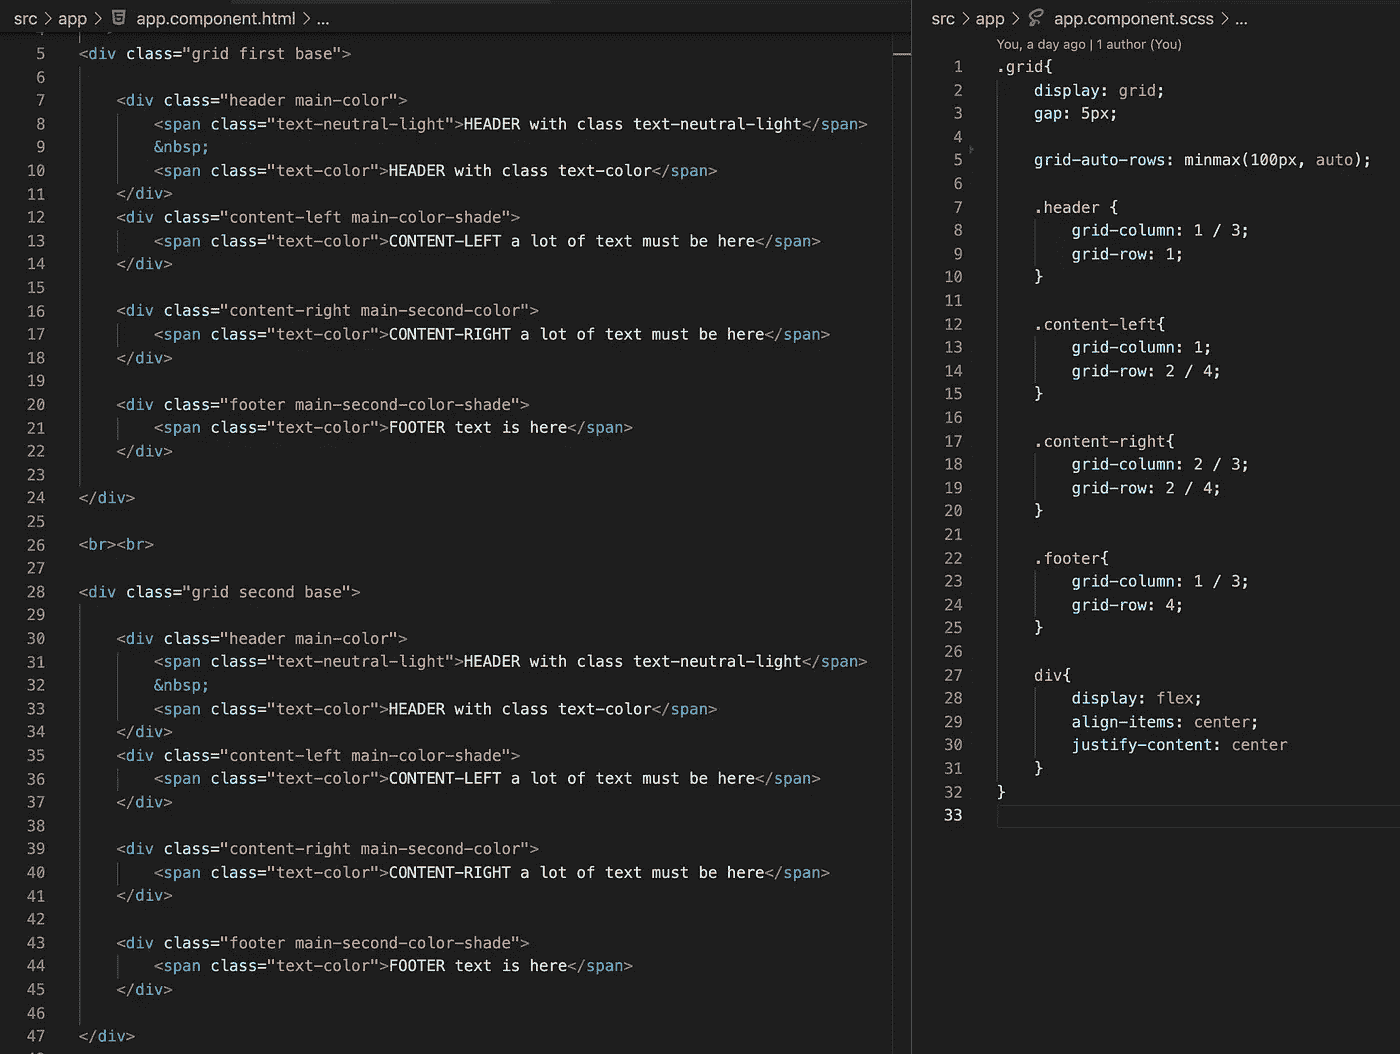 src > app > app.component.html > ...
5 <div class="grid first base">
6
7 <div class="header main-color">
8 <span class="text-neutral-light">HEADER with class text-neutral-light</span>
9 &nbsp;
10 <span class="text-color">HEADER with class text-color</span>
11 </div>
12 <div class="content-left main-color-shade">
13 <span class="text-color">CONTENT-LEFT a lot of text must be here</span>
14 </div>
15
16 <div class="content-right main-second-color">
17 <span class="text-color">CONTENT-RIGHT a lot of text must be here</span>
18 </div>
19
20 <div class="footer main-second-color-shade">
21 <span class="text-color">FOOTER text is here</span>
22 </div>
23
24 </div>
25
26 <br><br>
27
28 <div class="grid second base">
29
30 <div class="header main-color">
31 <span class="text-neutral-light">HEADER with class text-neutral-light</span>
32 &nbsp;
33 <span class="text-color">HEADER with class text-color</span>
34 </div>
35 <div class="content-left main-color-shade">
36 <span class="text-color">CONTENT-LEFT a lot of text must be here</span>
37 </div>
38
39 <div class="content-right main-second-color">
40 <span class="text-color">CONTENT-RIGHT a lot of text must be here</span>
41 </div>
42
43 <div class="footer main-second-color-shade">
44 <span class="text-color">FOOTER text is here</span>
45 </div>
46
47 </div>
src > app > app.component.scss > ...
You, a day ago | 1 author (You)
1 .grid{
2 display: grid;
3 gap: 5px;
4
5 grid-auto-rows: minmax(100px, auto);
6
7 .header {
8 grid-column: 1 / 3;
9 grid-row: 1;
10 }
11
12 .content-left{
13 grid-column: 1;
14 grid-row: 2 / 4;
15 }
16
17 .content-right{
18 grid-column: 2 / 3;
19 grid-row: 2 / 4;
20 }
21
22 .footer{
23 grid-column: 1 / 3;
24 grid-row: 4;
25 }
26
27 div{
28 display: flex;
29 align-items: center;
30 justify-content: center
31 }
32 }
33